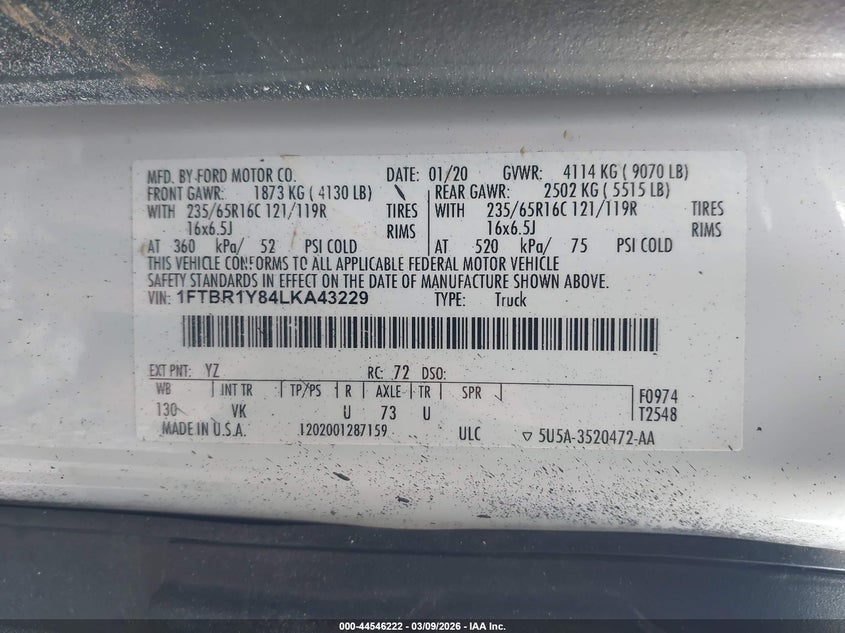 MFD. BY FORD MOTOR CO. DATE: 01/20 GVWR: 4114 KG ( 9070 LB)
FRONT GAWR: 1873 KG ( 4130 LB) REAR GAWR: 2502 KG ( 5515 LB)
WITH 235/65R16C 121/119R TIRES WITH 235/65R16C 121/119R TIRES
16x6.5J RIMS 16x6.5J RIMS
AT 360 kPa/ 52 PSI COLD AT 520 kPa/ 75 PSI COLD
THIS VEHICLE CONFORMS TO ALL APPLICABLE FEDERAL MOTOR VEHICLE
SAFETY STANDARDS IN EFFECT ON THE DATE OF MANUFACTURE SHOWN ABOVE.
VIN: 1FTBR1Y84LKA43229 TYPE: Truck
EXT PNT: YZ RC: 72 DSO:
WB INT TR TP/PS R AXLE TR SPR F0974
130 VK U 73 U T2548
MADE IN U.S.A. 1202001287159 ULC ▽ 5U5A-3520472-AA
000-44546222 | 03/09/2026 | IAA Inc.